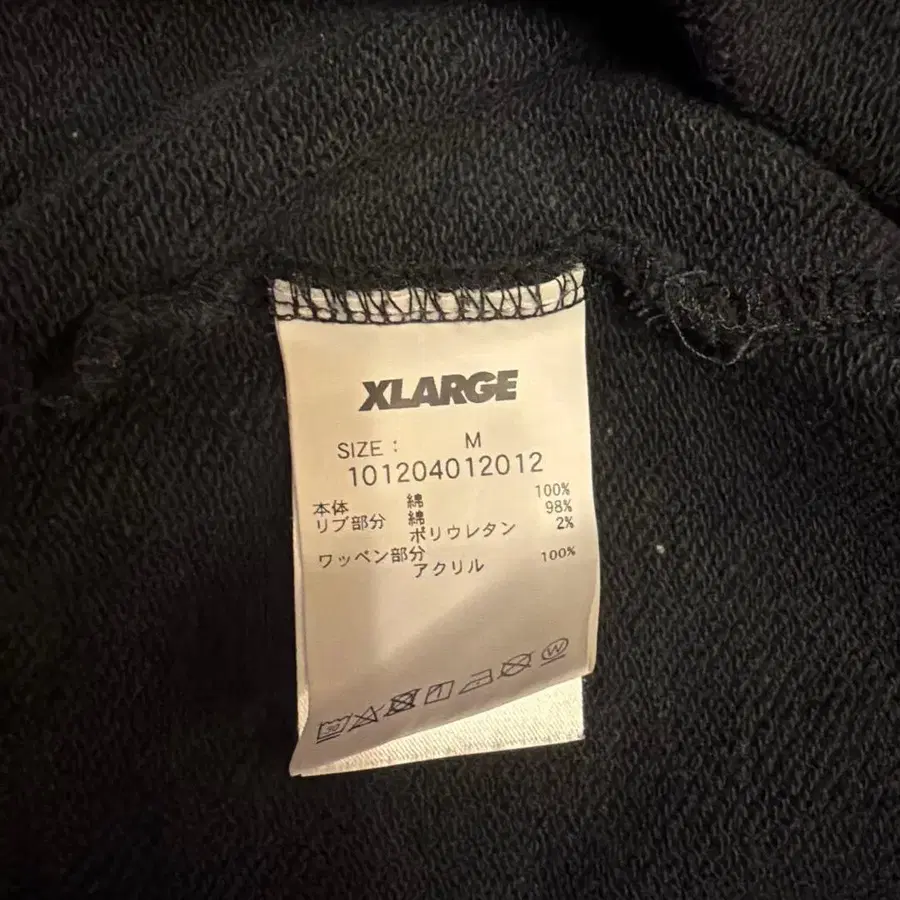 XLARGE
SIZE : M
101204012012
本体 綿 100%
リブ部分 綿 98%
ポリウレタン 2%
ワッペン部分
アクリル 100%
30
W